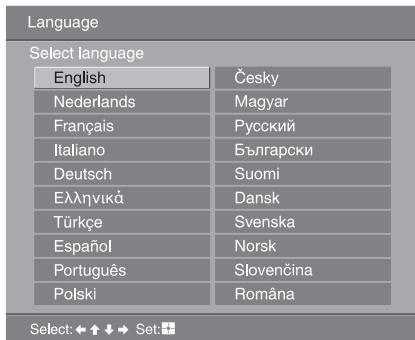 Language
Select language
English
Nederlands
Français
Italiano
Deutsch
Ελληνικά
Türkçe
Español
Português
Polski
Česky
Magyar
Русский
Български
Suomi
Dansk
Svenska
Norsk
Slovenčina
Româna
Select: Set: